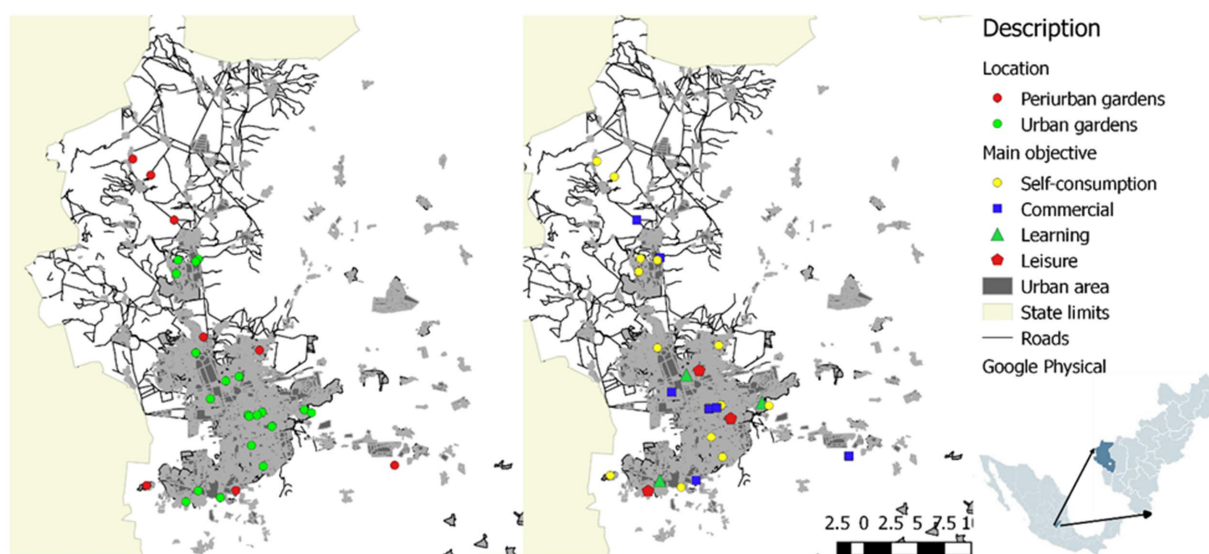 Description
Location
Periurban gardens
Urban gardens
Main objective
Self-consumption
Commercial
Learning
Leisure
Urban area
State limits
Roads
Google Physical
2.5 0 2.5 5 7.5 1